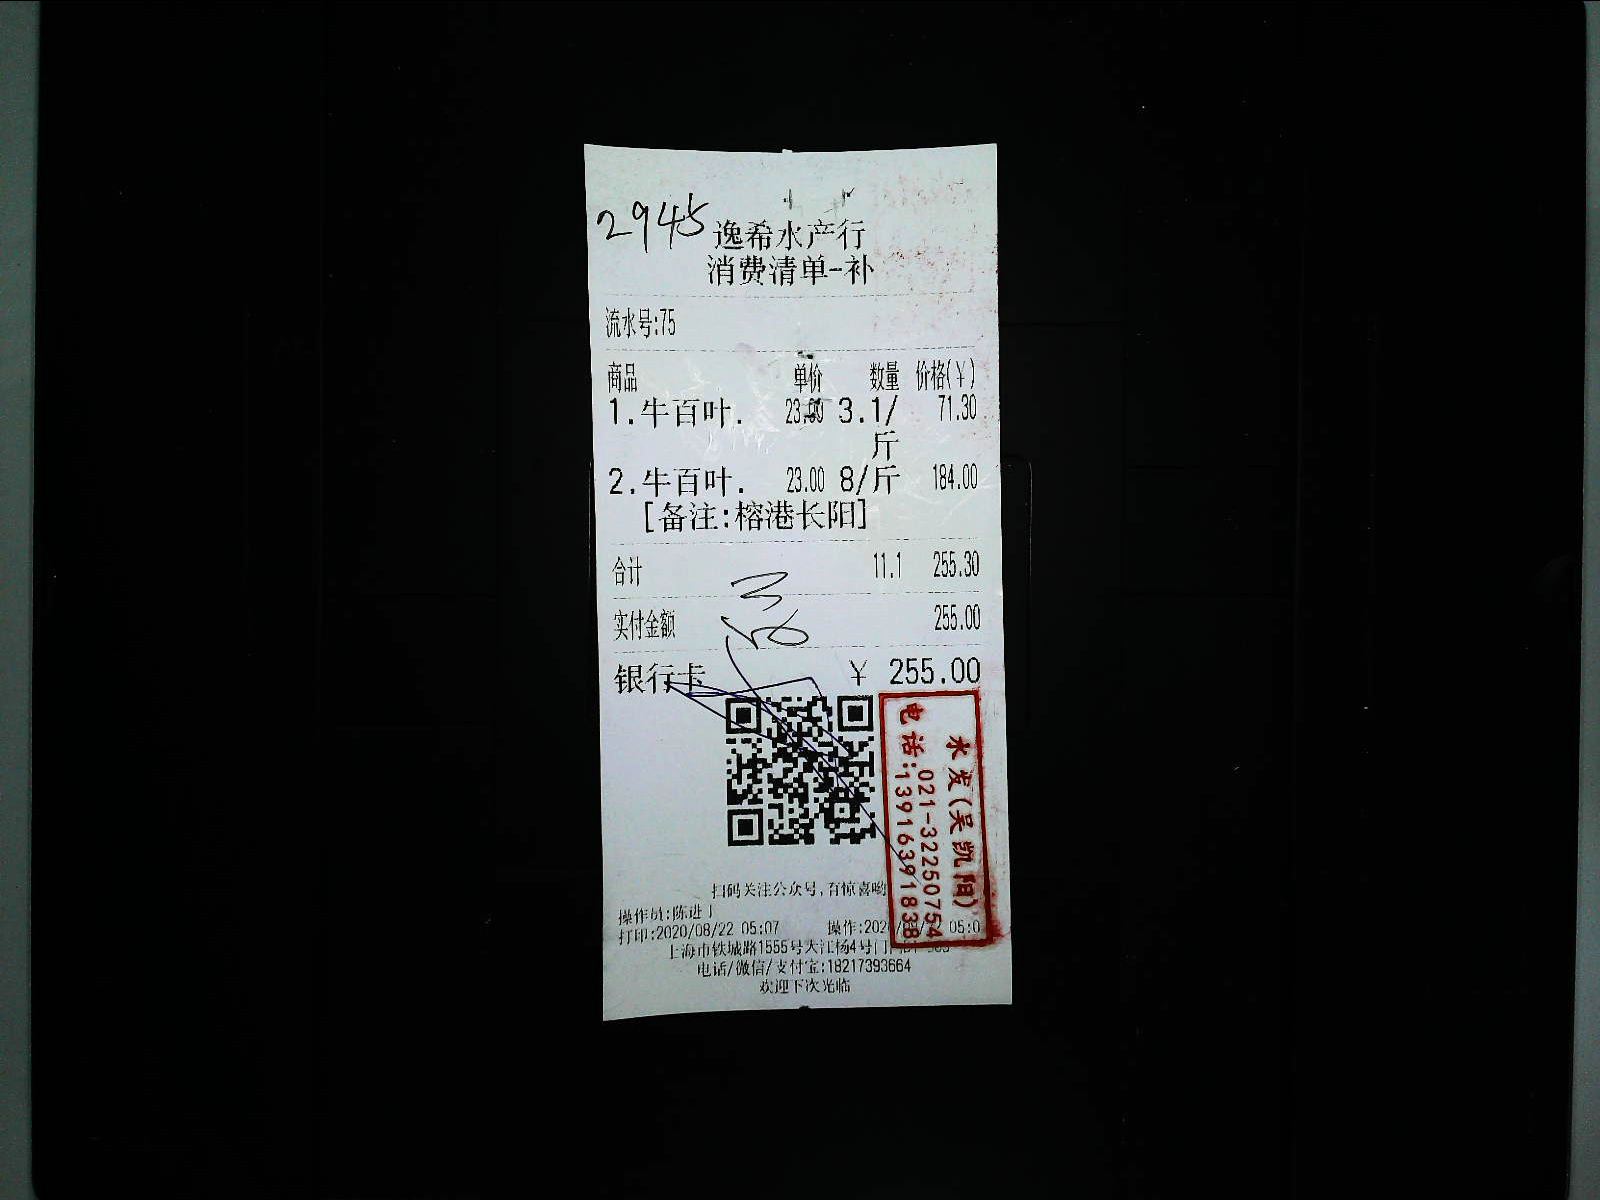 2945
逸希水产行
消费清单-补
流水号:75
商品 单价 数量 价格(¥)
1.牛百叶. 23.00 3.1/斤 71.30
2.牛百叶. 23.00 8/斤 184.00
[备注:榕港长阳]
合计 11.1 255.30
实付金额 255.00
银行卡 ¥ 255.00
水发(吴凯阳)
021-32250754
电话:13916391838
扫码关注公众号,百惊喜哟
操作员:陈进
打印:2020/08/22 05:07 操作:202
上海市铁城路1555号大江杨4号门
电话/微信/支付宝:18217393664
欢迎下次光临